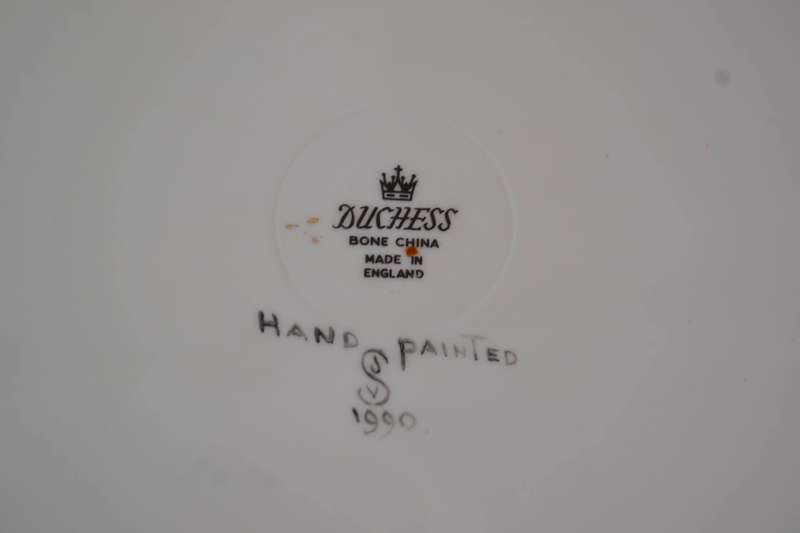 DUCHESS
BONE CHINA
MADE IN
ENGLAND
HAND PAINTED
1990